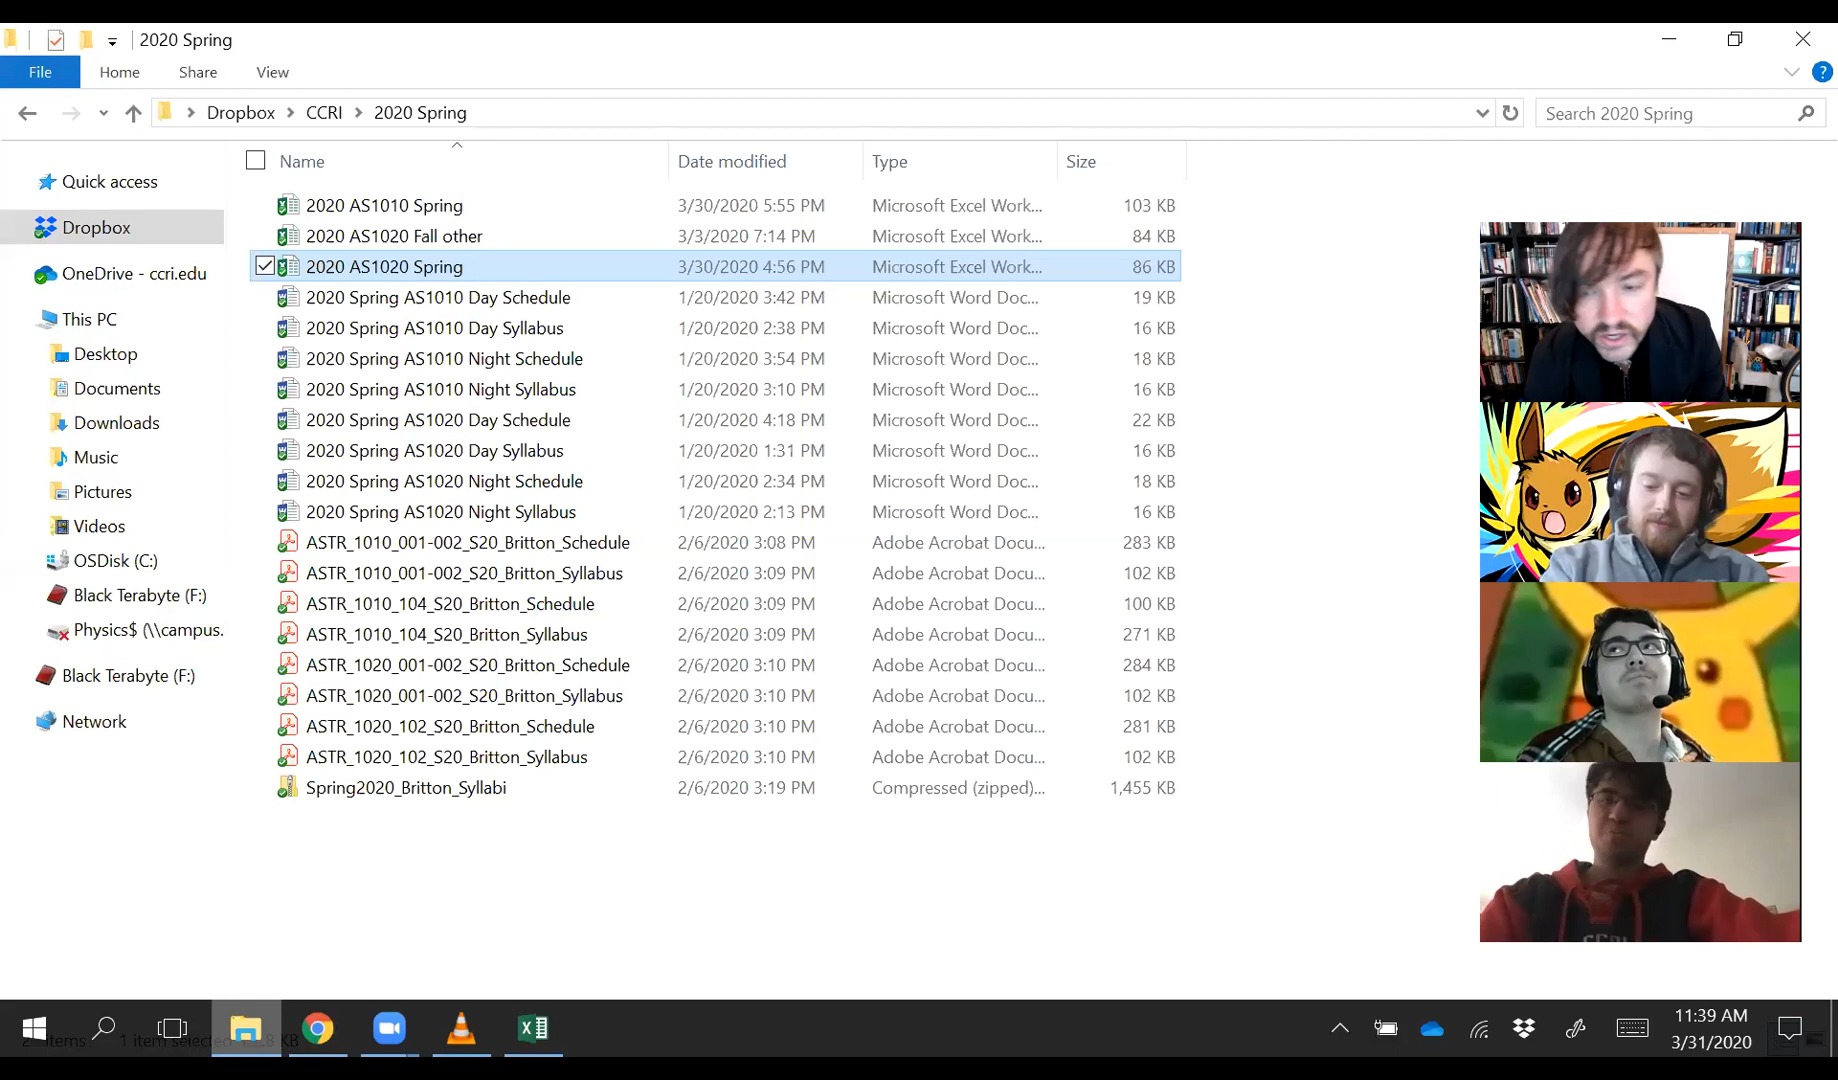 2020 Spring
File Home Share View
Dropbox CCRI 2020 Spring Search 2020 Spring
Name Date modified Type Size
Quick access
Dropbox
OneDrive - ccri.edu
This PC
Desktop
Documents
Downloads
Music
Pictures
Videos
OSDisk (C:)
Black Terabyte (F:)
Physics$ (\\campus.
Black Terabyte (F:)
Network
2020 AS1010 Spring 3/30/2020 5:55 PM Microsoft Excel Work... 103 KB
2020 AS1020 Fall other 3/3/2020 7:14 PM Microsoft Excel Work... 84 KB
2020 AS1020 Spring 3/30/2020 4:56 PM Microsoft Excel Work... 86 KB
2020 Spring AS1010 Day Schedule 1/20/2020 3:42 PM Microsoft Word Doc... 19 KB
2020 Spring AS1010 Day Syllabus 1/20/2020 2:38 PM Microsoft Word Doc... 16 KB
2020 Spring AS1010 Night Schedule 1/20/2020 3:54 PM Microsoft Word Doc... 18 KB
2020 Spring AS1010 Night Syllabus 1/20/2020 3:10 PM Microsoft Word Doc... 16 KB
2020 Spring AS1020 Day Schedule 1/20/2020 4:18 PM Microsoft Word Doc... 22 KB
2020 Spring AS1020 Day Syllabus 1/20/2020 1:31 PM Microsoft Word Doc... 16 KB
2020 Spring AS1020 Night Schedule 1/20/2020 2:34 PM Microsoft Word Doc... 18 KB
2020 Spring AS1020 Night Syllabus 1/20/2020 2:13 PM Microsoft Word Doc... 16 KB
ASTR_1010_001-002_S20_Britton_Schedule 2/6/2020 3:08 PM Adobe Acrobat Docu... 283 KB
ASTR_1010_001-002_S20_Britton_Syllabus 2/6/2020 3:09 PM Adobe Acrobat Docu... 102 KB
ASTR_1010_104_S20_Britton_Schedule 2/6/2020 3:09 PM Adobe Acrobat Docu... 100 KB
ASTR_1010_104_S20_Britton_Syllabus 2/6/2020 3:09 PM Adobe Acrobat Docu... 271 KB
ASTR_1020_001-002_S20_Britton_Schedule 2/6/2020 3:10 PM Adobe Acrobat Docu... 284 KB
ASTR_1020_001-002_S20_Britton_Syllabus 2/6/2020 3:10 PM Adobe Acrobat Docu... 102 KB
ASTR_1020_102_S20_Britton_Schedule 2/6/2020 3:10 PM Adobe Acrobat Docu... 281 KB
ASTR_1020_102_S20_Britton_Syllabus 2/6/2020 3:10 PM Adobe Acrobat Docu... 102 KB
Spring2020_Britton_Syllabi 2/6/2020 3:19 PM Compressed (zipped)... 1,455 KB
items 1 item selected KB
11:39 AM
3/31/2020